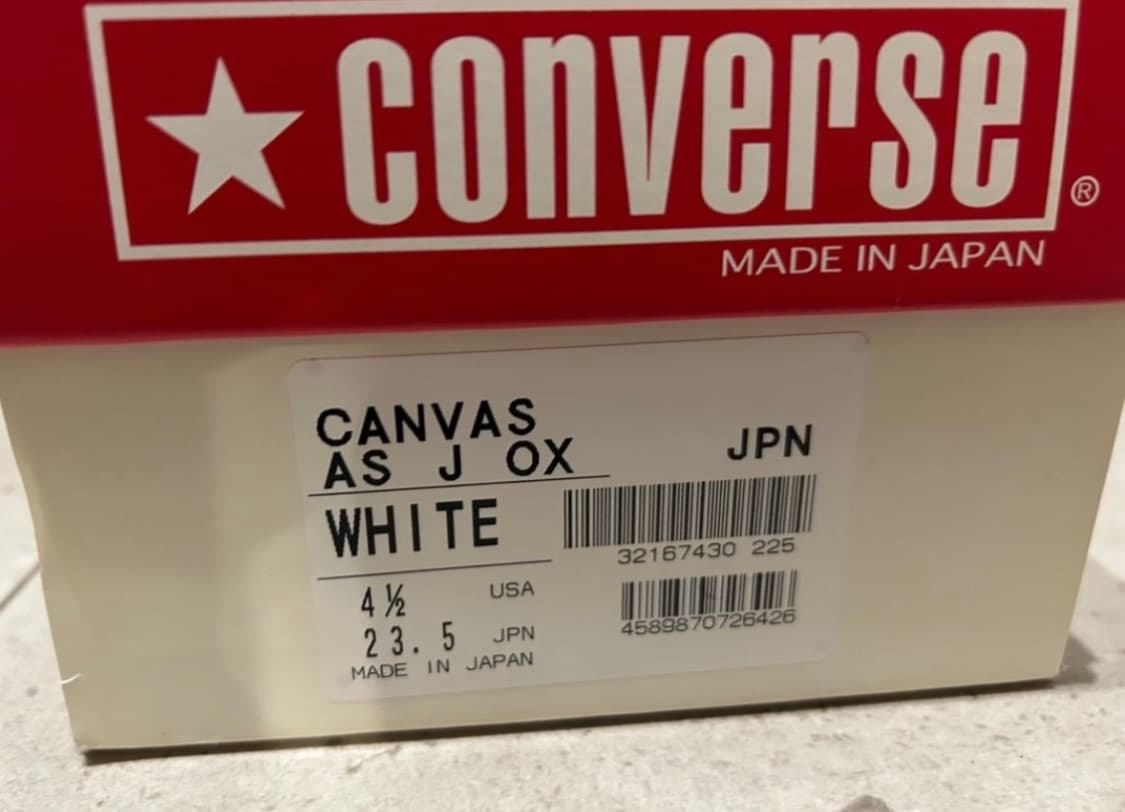 ★ converse ®
MADE IN JAPAN
CANVAS
AS J OX
JPN
WHITE
32167430 225
4½ USA
4589870726426
23.5 JPN
MADE IN JAPAN